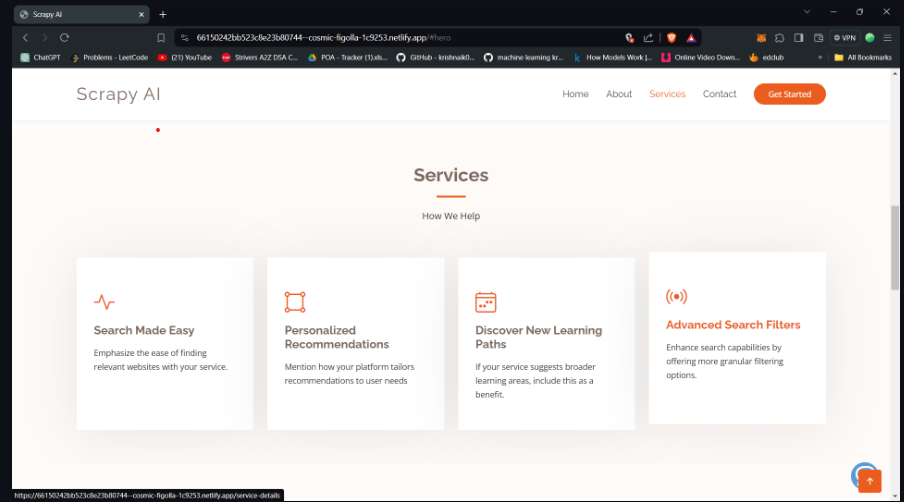 Scrapy AI
66150242bb523c8e23b80744--cosmic-figolla-1c9253.netlify.app/#hero
VPN
ChatGPT
Problems - LeetCode
(21) YouTube
Strivers A2Z DSA C...
POA - Tracker (1).xls...
GitHub - krishnaik0...
machine learning kr...
How Models Work |...
Online Video Down...
edclub
»
All Bookmarks
Scrapy AI
Home
About
Services
Contact
Get Started
Services
How We Help
Search Made Easy
Emphasize the ease of finding
relevant websites with your service.
Personalized
Recommendations
Mention how your platform tailors
recommendations to user needs
Discover New Learning
Paths
If your service suggests broader
learning areas, include this as a
benefit.
Advanced Search Filters
Enhance search capabilities by
offering more granular filtering
options.
https://66150242bb523c8e23b80744--cosmic-figolla-1c9253.netlify.app/service-details